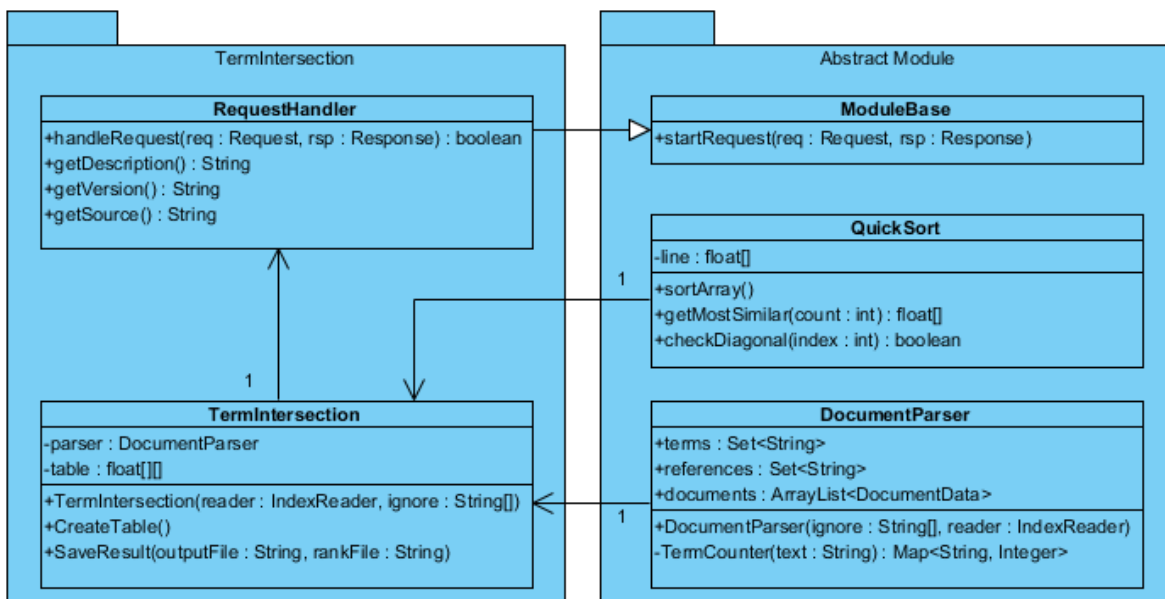 TermIntersection
RequestHandler
+handleRequest(req : Request, rsp : Response) : boolean
+getDescription() : String
+getVersion() : String
+getSource() : String
1
TermIntersection
-parser : DocumentParser
-table : float[][]
+TermIntersection(reader : IndexReader, ignore : String[])
+CreateTable()
+SaveResult(outputFile : String, rankFile : String)
Abstract Module
ModuleBase
+startRequest(req : Request, rsp : Response)
QuickSort
-line : float[]
+sortArray()
+getMostSimilar(count : int) : float[]
+checkDiagonal(index : int) : boolean
1
DocumentParser
+terms : Set<String>
+references : Set<String>
+documents : ArrayList<DocumentData>
+DocumentParser(ignore : String[], reader : IndexReader)
-TermCounter(text : String) : Map<String, Integer>
1